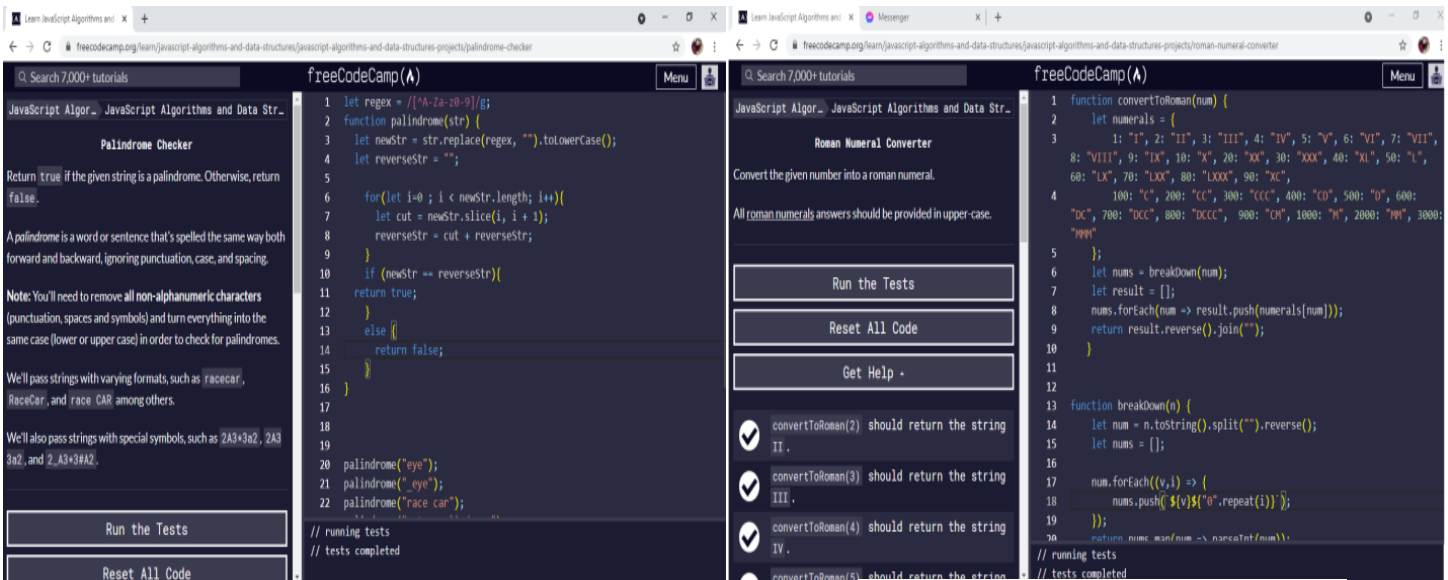 Learn JavaScript Algorithms and
freecodecamp.org/learn/javascript-algorithms-and-data-structures/javascript-algorithms-and-data-structures-projects/palindrome-checker
Search 7,000+ tutorials
freeCodeCamp(
Menu
JavaScript Algor… JavaScript Algorithms and Data Str…
Palindrome Checker
Return true if the given string is a palindrome. Otherwise, return
false.
A palindrome is a word or sentence that's spelled the same way both
forward and backward, ignoring punctuation, case, and spacing.
Note: You'll need to remove all non-alphanumeric characters
(punctuation, spaces and symbols) and turn everything into the
same case (lower or upper case) in order to check for palindromes.
We'll pass strings with varying formats, such as racecar,
RaceCar, and race CAR among others.
We'll also pass strings with special symbols, such as 2A3*3a2, 2A3
3a2, and 2_A3*3#A2.
Run the Tests
Reset All Code
1 let regex = /[^A-Za-z0-9]/g;
2 function palindrome(str) {
3 let newStr = str.replace(regex, "").toLowerCase();
4 let reverseStr = "";
5
6 for(let i=0 ; i < newStr.length; i++){
7 let cut = newStr.slice(i, i + 1);
8 reverseStr = cut + reverseStr;
9 }
10 if (newStr == reverseStr){
11 return true;
12 }
13 else {
14 return false;
15 }
16 }
17
18
19
20 palindrome("eye");
21 palindrome("_eye");
22 palindrome("race car");
// running tests
// tests completed
Learn JavaScript Algorithms and
Messenger
freecodecamp.org/learn/javascript-algorithms-and-data-structures/javascript-algorithms-and-data-structures-projects/roman-numeral-converter
Search 7,000+ tutorials
freeCodeCamp(
Menu
JavaScript Algor… JavaScript Algorithms and Data Str…
Roman Numeral Converter
Convert the given number into a roman numeral.
All roman numerals answers should be provided in upper-case.
Run the Tests
Reset All Code
Get Help
convertToRoman(2) should return the string
II.
convertToRoman(3) should return the string
III.
convertToRoman(4) should return the string
IV.
convertToRoman(5) should return the string
1 function convertToRoman(num) {
2 let numerals = {
3 1: "I", 2: "II", 3: "III", 4: "IV", 5: "V", 6: "VI", 7: "VII",
8: "VIII", 9: "IX", 10: "X", 20: "XX", 30: "XXX", 40: "XL", 50: "L",
60: "LX", 70: "LXX", 80: "LXXX", 90: "XC",
4 100: "C", 200: "CC", 300: "CCC", 400: "CD", 500: "D", 600:
"DC", 700: "DCC", 800: "DCCC", 900: "CM", 1000: "M", 2000: "MM", 3000:
"MMM"
5 };
6 let nums = breakDown(num);
7 let result = [];
8 nums.forEach(num => result.push(numerals[num]));
9 return result.reverse().join("");
10 }
11
12
13 function breakDown(n) {
14 let num = n.toString().split("").reverse();
15 let nums = [];
16
17 num.forEach((v,i) => {
18 nums.push(`${v}${"0".repeat(i)}`);
19 });
20 return nums.map(num => parseInt(num));
// running tests
// tests completed